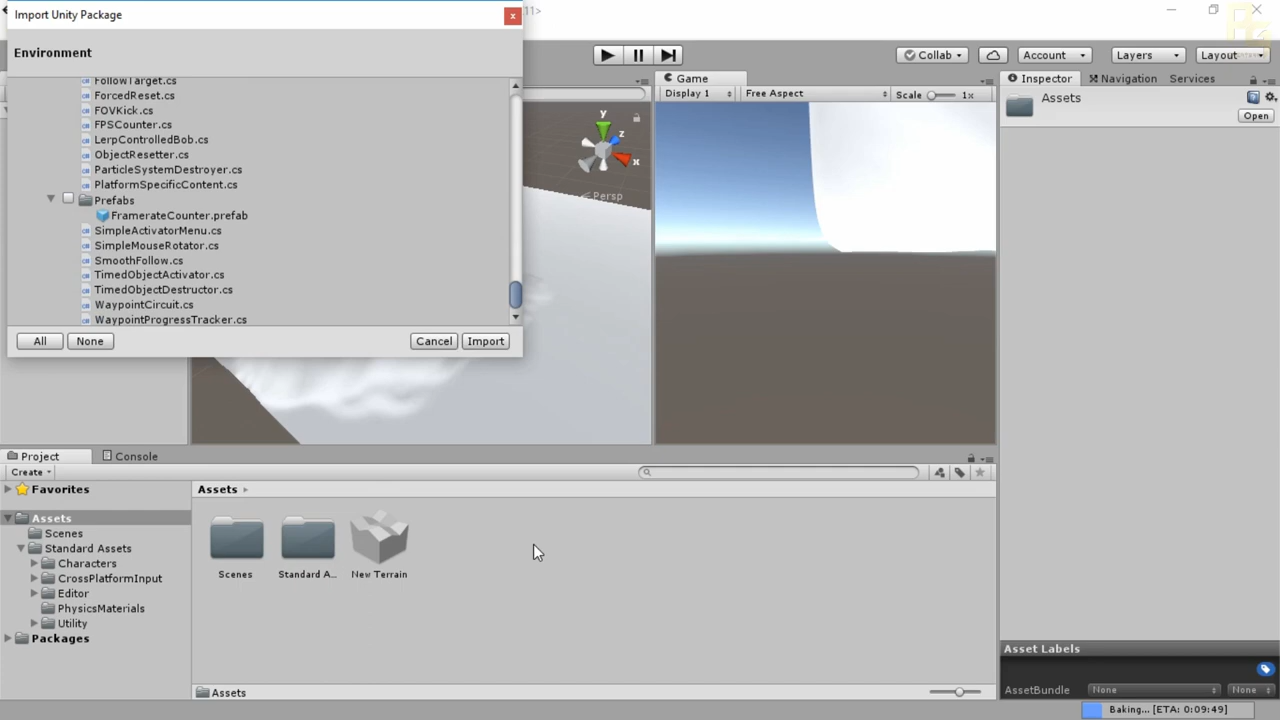 Import Unity Package
x
11>
Environment
FollowTarget.cs
ForcedReset.cs
FOVKick.cs
FPSCounter.cs
LerpControlledBob.cs
ObjectResetter.cs
ParticleSystemDestroyer.cs
PlatformSpecificContent.cs
Prefabs
FramerateCounter.prefab
SimpleActivatorMenu.cs
SimpleMouseRotator.cs
SmoothFollow.cs
TimedObjectActivator.cs
TimedObjectDestructor.cs
WaypointCircuit.cs
WaypointProgressTracker.cs
All None Cancel Import
Collab Account Layers Layout
Game
Display 1 Free Aspect Scale 1x
y
z
x
Persp
Inspector Navigation Services
Assets
Open
Project Console
Create
Favorites
Assets
Scenes
Standard Assets
Characters
CrossPlatformInput
Editor
PhysicsMaterials
Utility
Packages
Assets
Scenes Standard A... New Terrain
Assets
Asset Labels
AssetBundle None None
Baking... [ETA: 0:09:49]